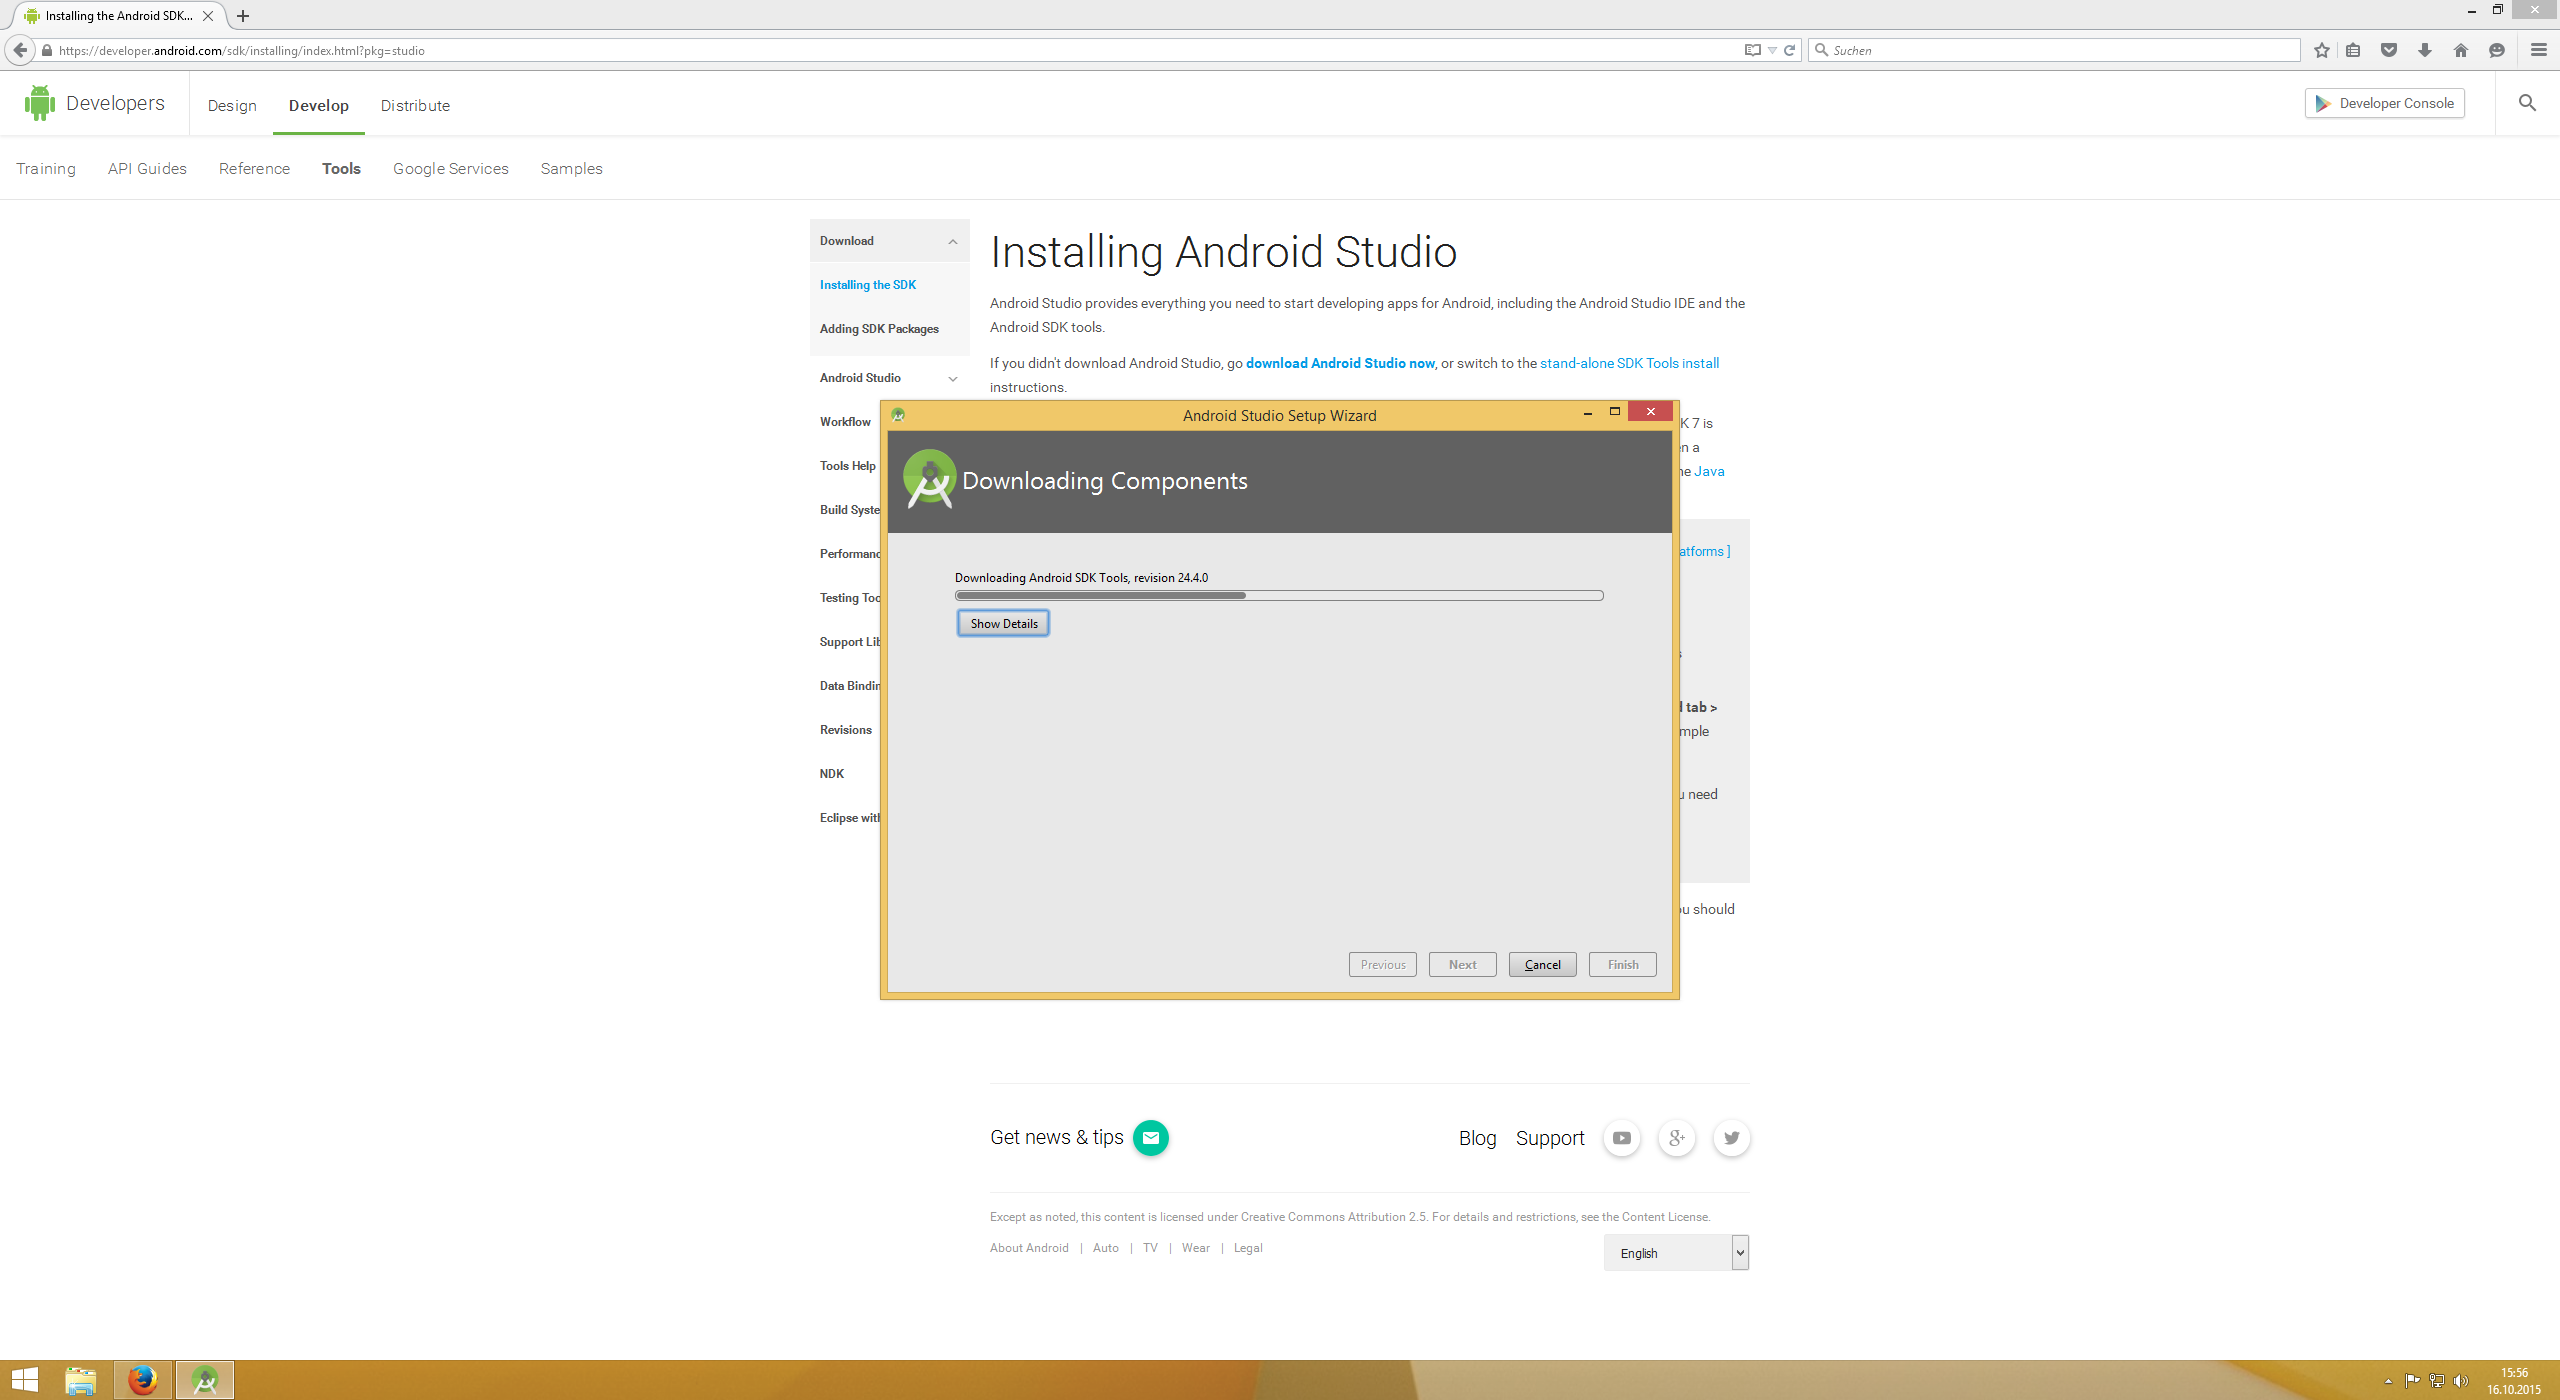 Installing the Android SDK...
https://developer.android.com/sdk/installing/index.html?pkg=studio
Suchen
Developers
Design
Develop
Distribute
Developer Console
Training
API Guides
Reference
Tools
Google Services
Samples
Download
Installing the SDK
Adding SDK Packages
Android Studio
Workflow
Tools Help
Build Syste
Performanc
Testing Too
Support Lib
Data Bindin
Revisions
NDK
Eclipse with
Installing Android Studio
Android Studio provides everything you need to start developing apps for Android, including the Android Studio IDE and the
Android SDK tools.
If you didn't download Android Studio, go download Android Studio now, or switch to the stand-alone SDK Tools install
instructions.
K 7 is
n a
ne Java
atforms ]
s
d tab >
mple
u need
ou should
Android Studio Setup Wizard
Downloading Components
Downloading Android SDK Tools, revision 24.4.0
Show Details
Previous
Next
Cancel
Finish
Get news & tips
Blog
Support
Except as noted, this content is licensed under Creative Commons Attribution 2.5. For details and restrictions, see the Content License.
About Android | Auto | TV | Wear | Legal
English
15:56
16.10.2015